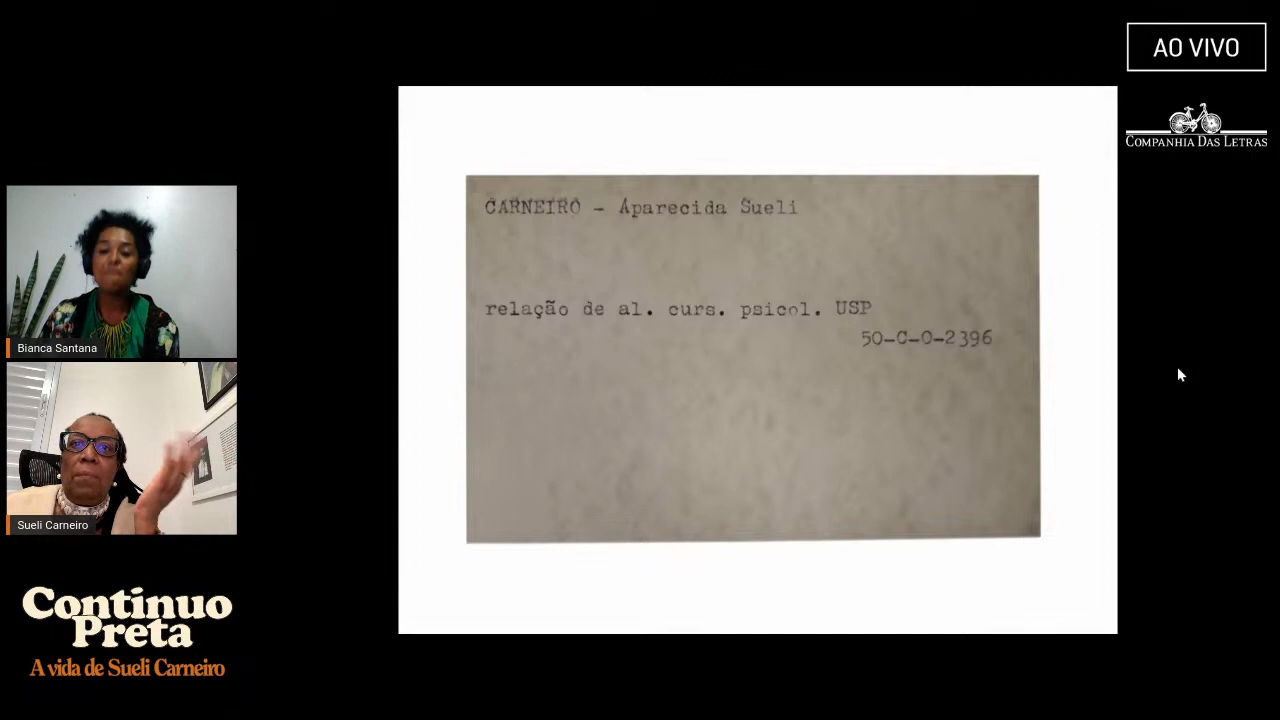 AO VIVO
COMPANHIA DAS LETRAS
CARNEIRO - Aparecida Sueli
relação de al. curs. psicol. USP
50-C-0-2396
Bianca Santana
Sueli Carneiro
Continuo
Preta
A vida de Sueli Carneiro